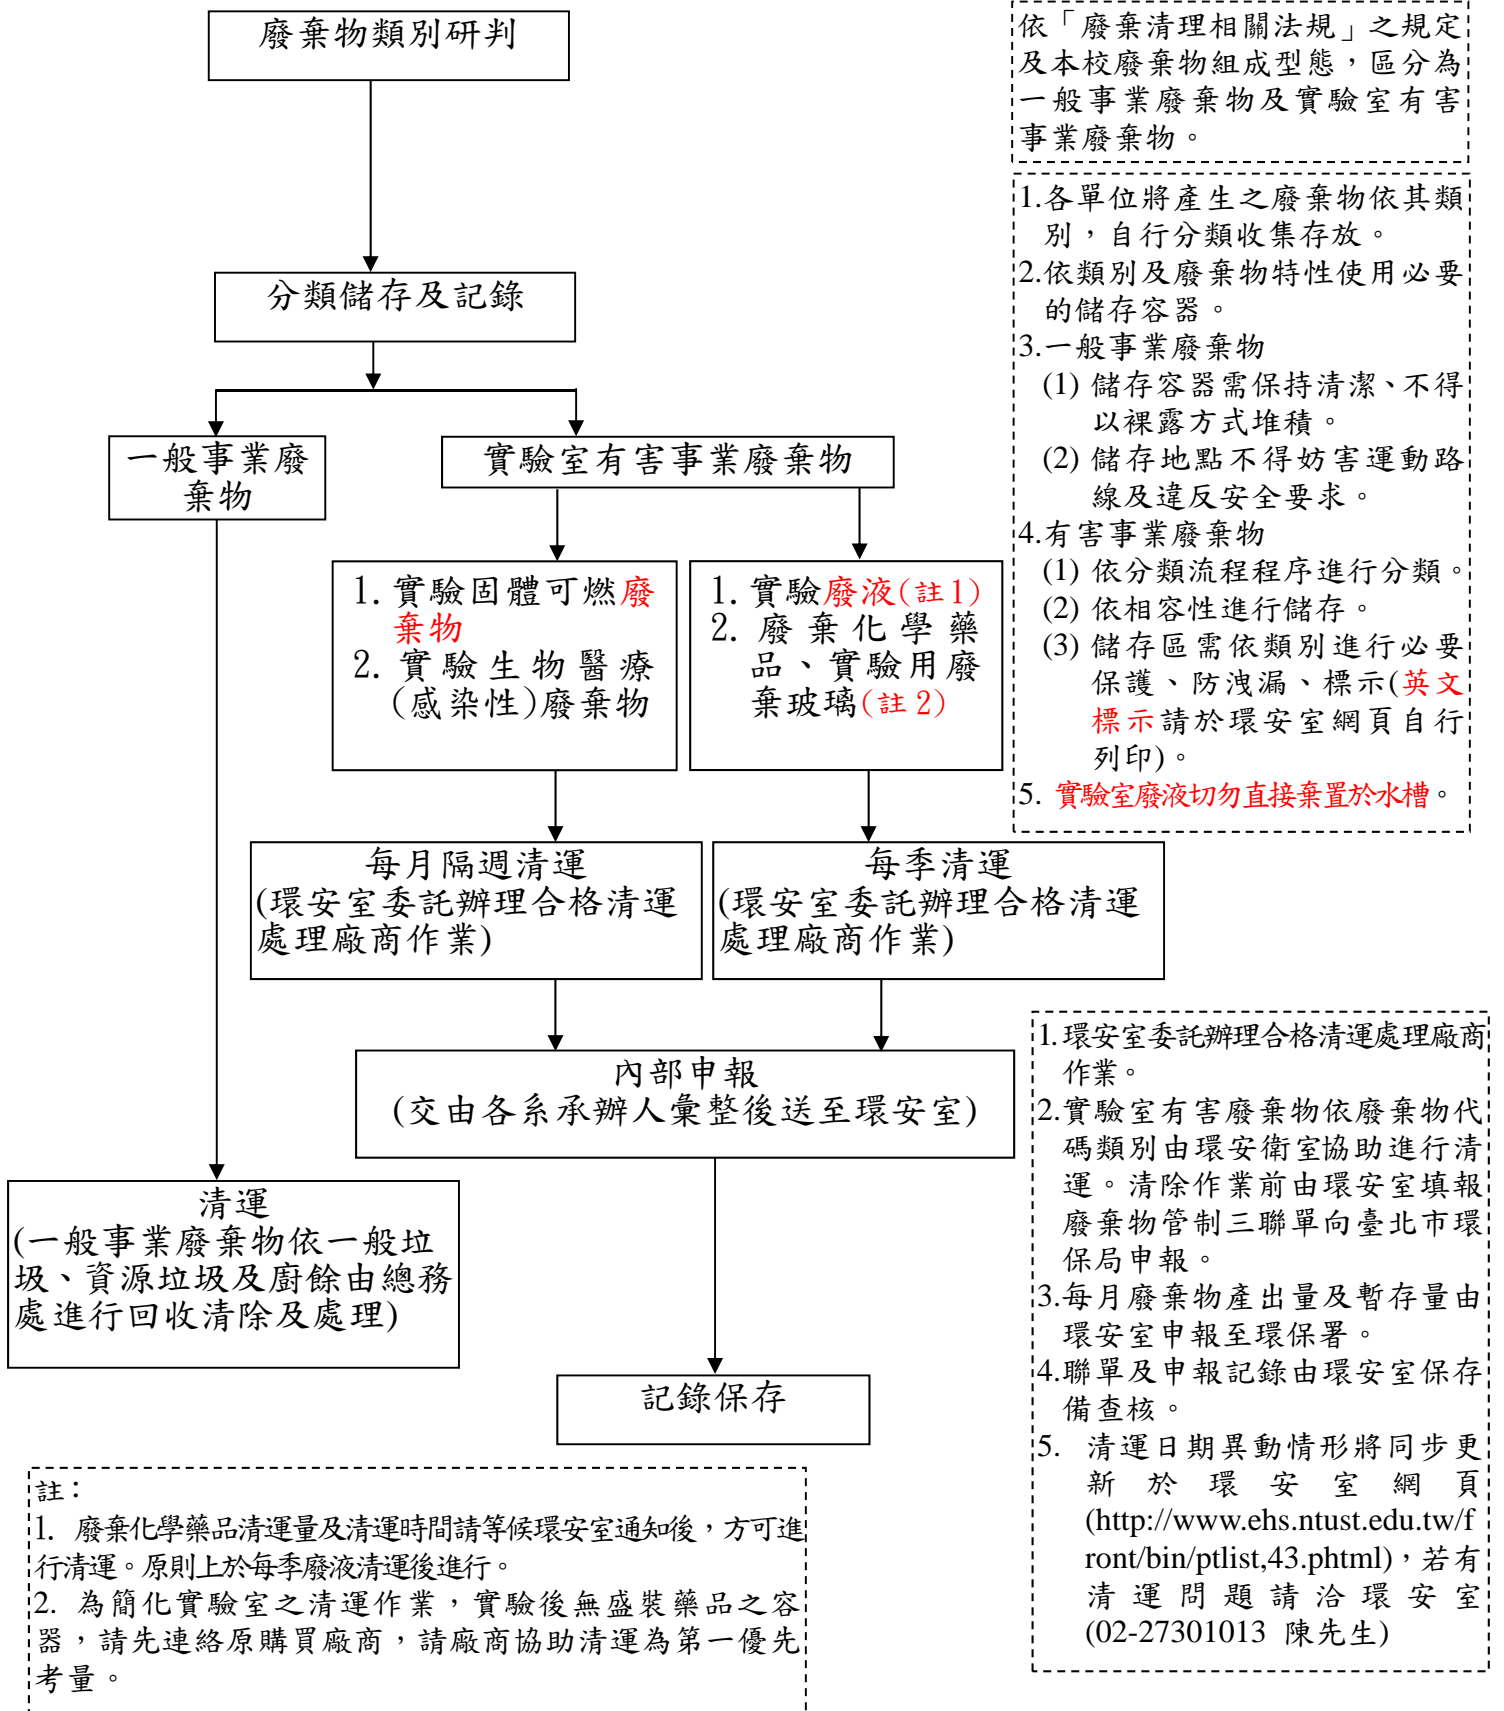 廢棄物類別研判
依「廢棄清理相關法規」之規定
及本校廢棄物組成型態，區分為
一般事業廢棄物及實驗室有害
事業廢棄物。
分類儲存及記錄
1.各單位將產生之廢棄物依其類
別，自行分類收集存放。
2.依類別及廢棄物特性使用必要
的儲存容器。
3.一般事業廢棄物
(1) 儲存容器需保持清潔、不得
以裸露方式堆積。
(2) 儲存地點不得妨害運動路
線及違反安全要求。
4.有害事業廢棄物
(1) 依分類流程程序進行分類。
(2) 依相容性進行儲存。
(3) 儲存區需依類別進行必要
保護、防洩漏、標示(英文
標示請於環安室網頁自行
列印)。
5. 實驗室廢液切勿直接棄置於水槽。
一般事業廢
棄物
實驗室有害事業廢棄物
1. 實驗固體可燃廢
棄物
2. 實驗生物醫療
(感染性)廢棄物
1. 實驗廢液(註1)
2. 廢棄化學藥
品、實驗用廢
棄玻璃(註 2)
每月隔週清運
(環安室委託辦理合格清運
處理廠商作業)
每季清運
(環安室委託辦理合格清運
處理廠商作業)
內部申報
(交由各系承辦人彙整後送至環安室)
清運
(一般事業廢棄物依一般垃
圾、資源垃圾及廚餘由總務
處進行回收清除及處理)
記錄保存
1.環安室委託辦理合格清運處理廠商
作業。
2.實驗室有害廢棄物依廢棄物代
碼類別由環安衛室協助進行清
運。清除作業前由環安室填報
廢棄物管制三聯單向臺北市環
保局申報。
3.每月廢棄物產出量及暫存量由
環安室申報至環保署。
4.聯單及申報記錄由環安室保存
備查核。
5. 清運日期異動情形將同步更
新於環安室網頁
(http://www.ehs.ntust.edu.tw/f
ront/bin/ptlist,43.phtml)，若有
清運問題請洽環安室
(02-27301013 陳先生)
註：
1. 廢棄化學藥品清運量及清運時間請等候環安室通知後，方可進
行清運。原則上於每季廢液清運後進行。
2. 為簡化實驗室之清運作業，實驗後無盛裝藥品之容
器，請先連絡原購買廠商，請廠商協助清運為第一優先
考量。